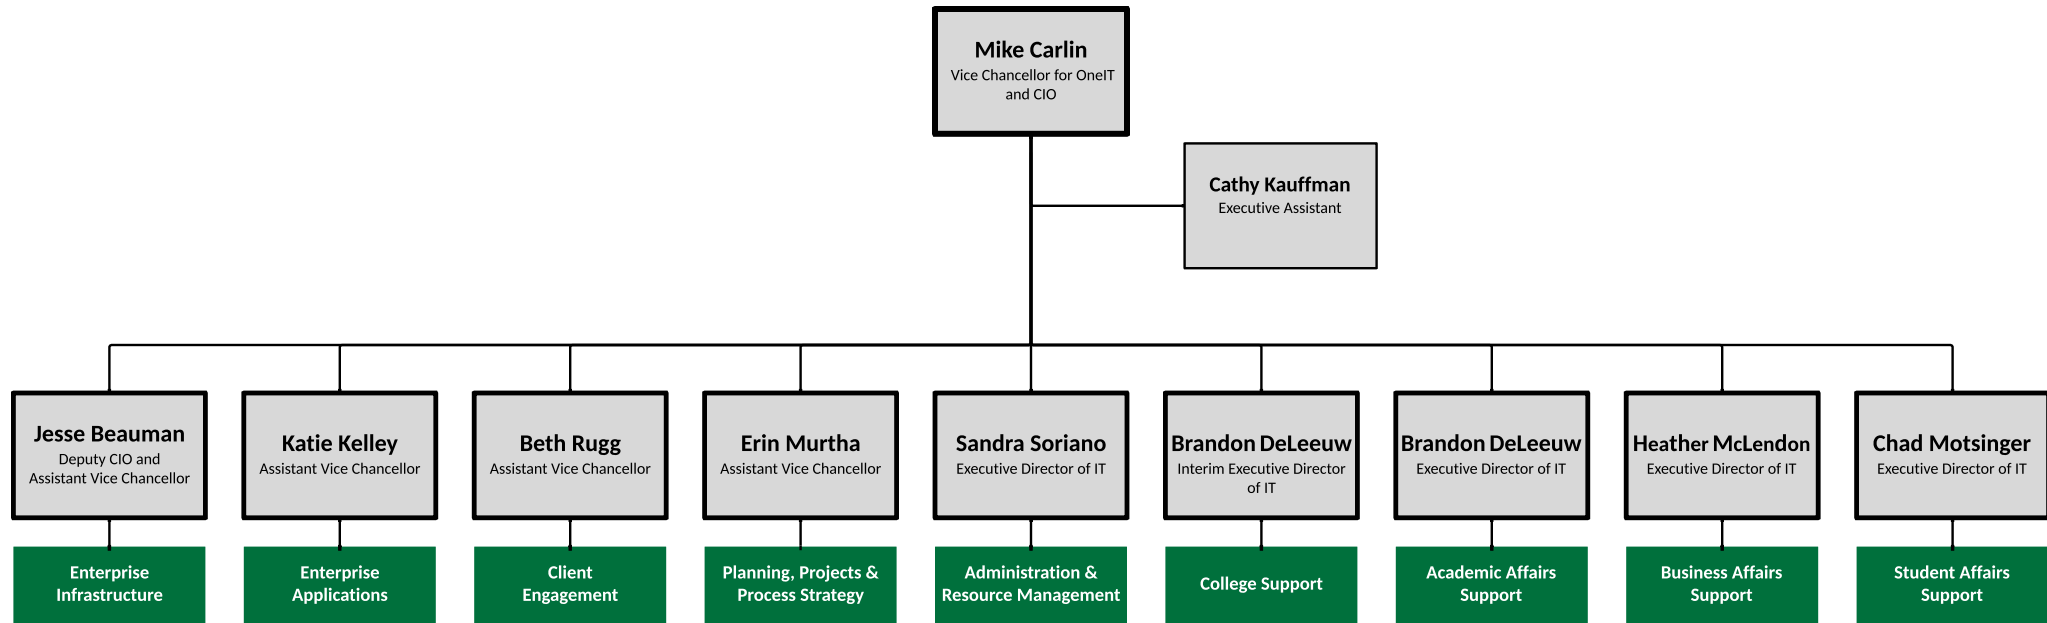 Mike Carlin
Vice Chancellor for OneIT
and CIO
Cathy Kauffman
Executive Assistant
Jesse Beauman
Deputy CIO and
Assistant Vice Chancellor
Katie Kelley
Assistant Vice Chancellor
Beth Rugg
Assistant Vice Chancellor
Erin Murtha
Assistant Vice Chancellor
Sandra Soriano
Executive Director of IT
Brandon DeLeeuw
Interim Executive Director
of IT
Brandon DeLeeuw
Executive Director of IT
Heather McLendon
Executive Director of IT
Chad Motsinger
Executive Director of IT
Enterprise
Infrastructure
Enterprise
Applications
Client
Engagement
Planning, Projects &
Process Strategy
Administration &
Resource Management
College Support
Academic Affairs
Support
Business Affairs
Support
Student Affairs
Support